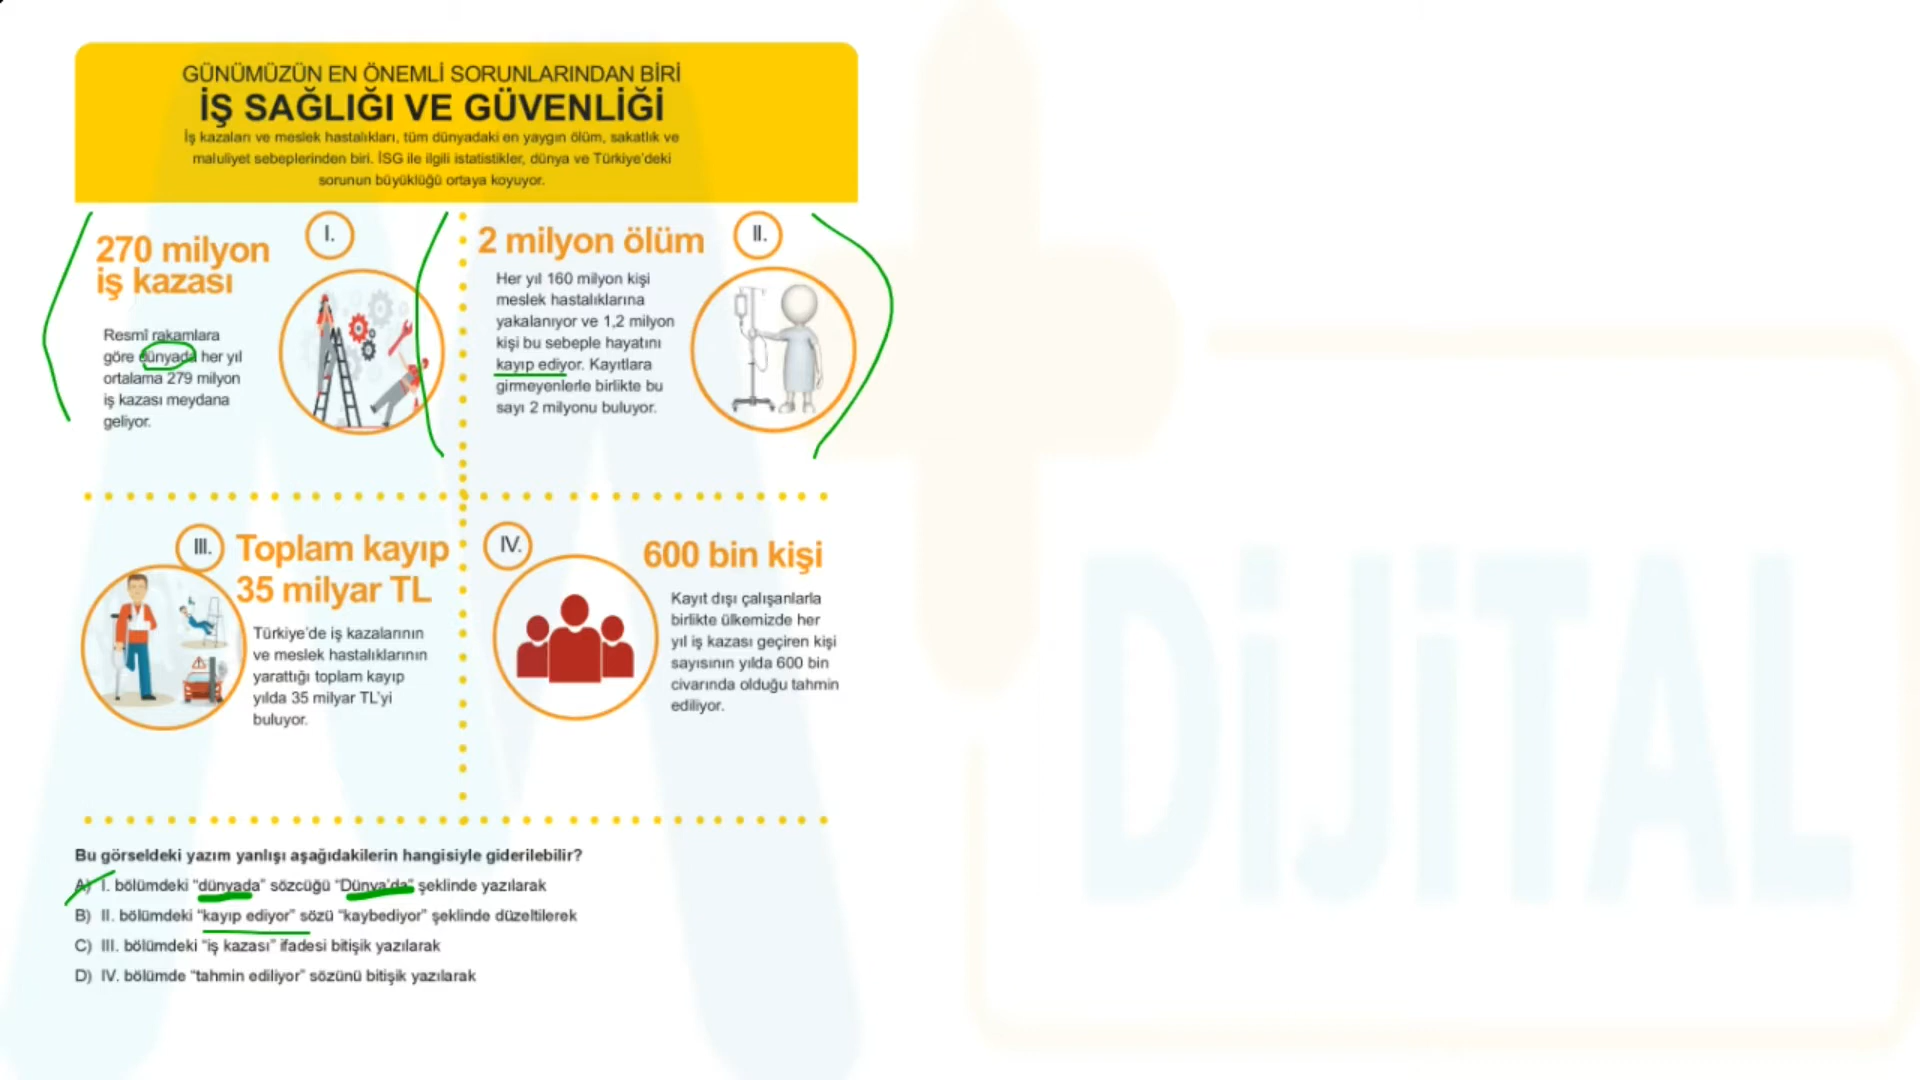 GÜNÜMÜZÜN EN ÖNEMLİ SORUNLARINDAN BİRİ
İŞ SAĞLIĞI VE GÜVENLİĞİ
İş kazaları ve meslek hastalıkları, tüm dünyadaki en yaygın ölüm, sakatlık ve
maluliyet sebeplerinden biri. İSG ile ilgili istatistikler, dünya ve Türkiye'deki
sorunun büyüklüğü ortaya koyuyor.
270 milyon
iş kazası
I.
Resmî rakamlara
göre dünyada her yıl
ortalama 279 milyon
iş kazası meydana
geliyor.
2 milyon ölüm
II.
Her yıl 160 milyon kişi
meslek hastalıklarına
yakalanıyor ve 1,2 milyon
kişi bu sebeple hayatını
kayıp ediyor. Kayıtlara
girmeyenlerle birlikte bu
sayı 2 milyonu buluyor.
III.
Toplam kayıp
35 milyar TL
Türkiye'de iş kazalarının
ve meslek hastalıklarının
yarattığı toplam kayıp
yılda 35 milyar TL'yi
buluyor.
IV.
600 bin kişi
Kayıt dışı çalışanlarla
birlikte ülkemizde her
yıl iş kazası geçiren kişi
sayısının yılda 600 bin
civarında olduğu tahmin
ediliyor.
Bu görseldeki yazım yanlışı aşağıdakilerin hangisiyle giderilebilir?
A) I. bölümdeki “dünyada” sözcüğü “Dünya'da” şeklinde yazılarak
B) II. bölümdeki “kayıp ediyor” sözü “kaybediyor” şeklinde düzeltilerek
C) III. bölümdeki “iş kazası” ifadesi bitişik yazılarak
D) IV. bölümde “tahmin ediliyor” sözünü bitişik yazılarak
DİJİTAL